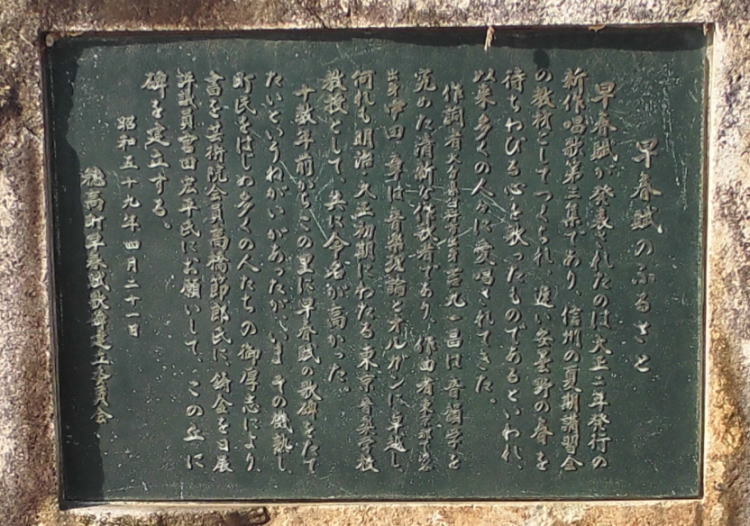 早春賦のふるさと
早春賦が発表されたのは大正二年発行の
新作唱歌第三集であり、信州の夏期講習会
の教材としてつくられ、遅い安曇野の春を
待ちわびる心を歌ったものであるといわれ、
以来多くの人々に愛唱されてきた。
作詞者 吉丸一昌は音韻学を
究めた清新な作歌者であり、作曲者東京都
出身中田 章は音楽理論とオルガンに卓越し、
何れも明治・大正初期にわたる東京音楽学校
教授として、共に令名が高かった。
十数年前からこの里に早春賦の歌碑をたて
たいというねがいがあったが、いまその機熟し、
町民をはじめ多くの人たちの御厚志により、
書を芸術院会員高橋節郎氏に、鋳金を日展
評議員 田宏平氏にお願いして、この丘に
碑を建立する。
昭和五十九年四月二十一日
穂高町早春賦歌碑建立委員会